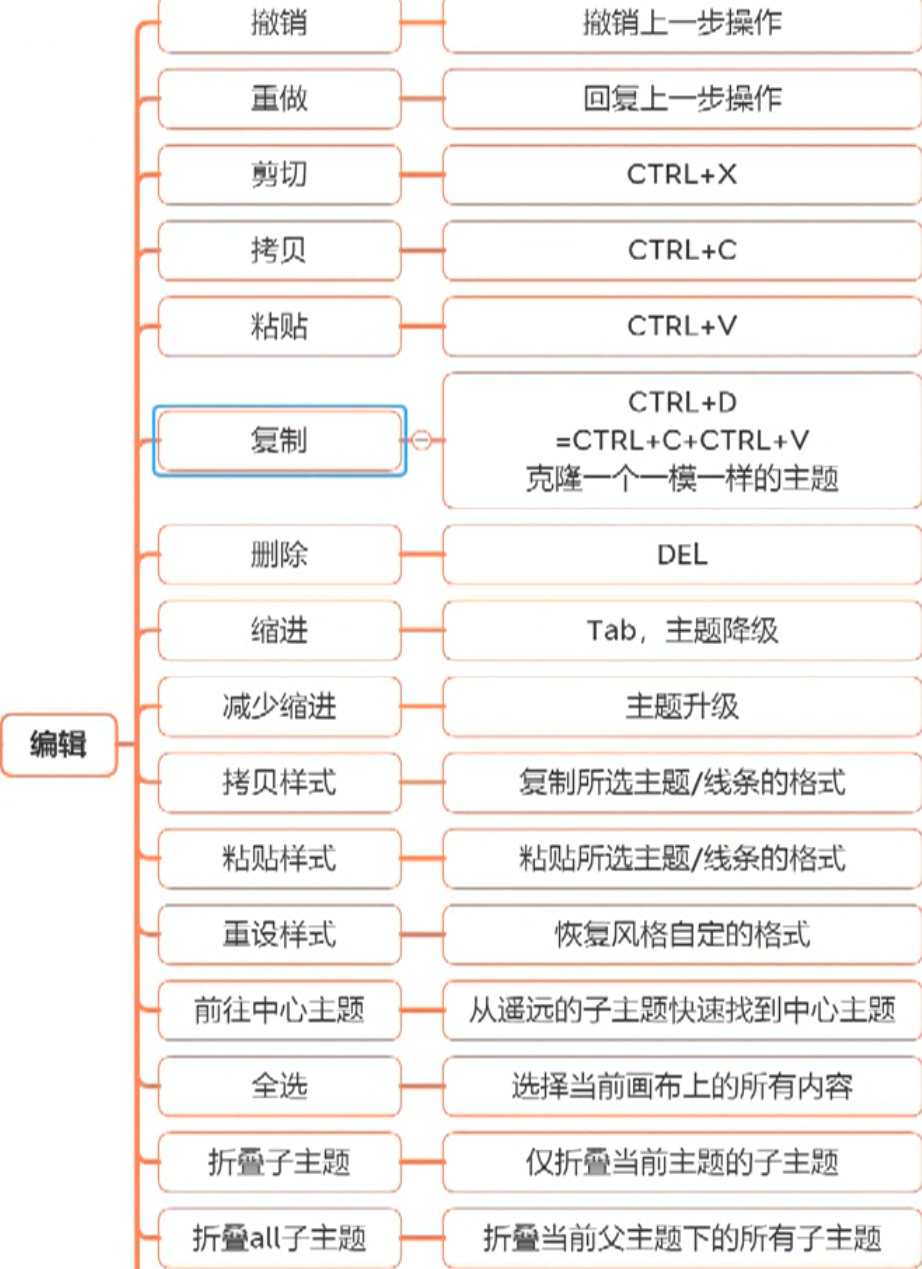 撤销
撤销上一步操作
重做
回复上一步操作
剪切
CTRL+X
拷贝
CTRL+C
粘贴
CTRL+V
复制
CTRL+D
=CTRL+C+CTRL+V
克隆一个一模一样的主题
删除
DEL
缩进
Tab，主题降级
减少缩进
主题升级
编辑
拷贝样式
复制所选主题/线条的格式
粘贴样式
粘贴所选主题/线条的格式
重设样式
恢复风格自定的格式
前往中心主题
从遥远的子主题快速找到中心主题
全选
选择当前画布上的所有内容
折叠子主题
仅折叠当前主题的子主题
折叠all子主题
折叠当前父主题下的所有子主题